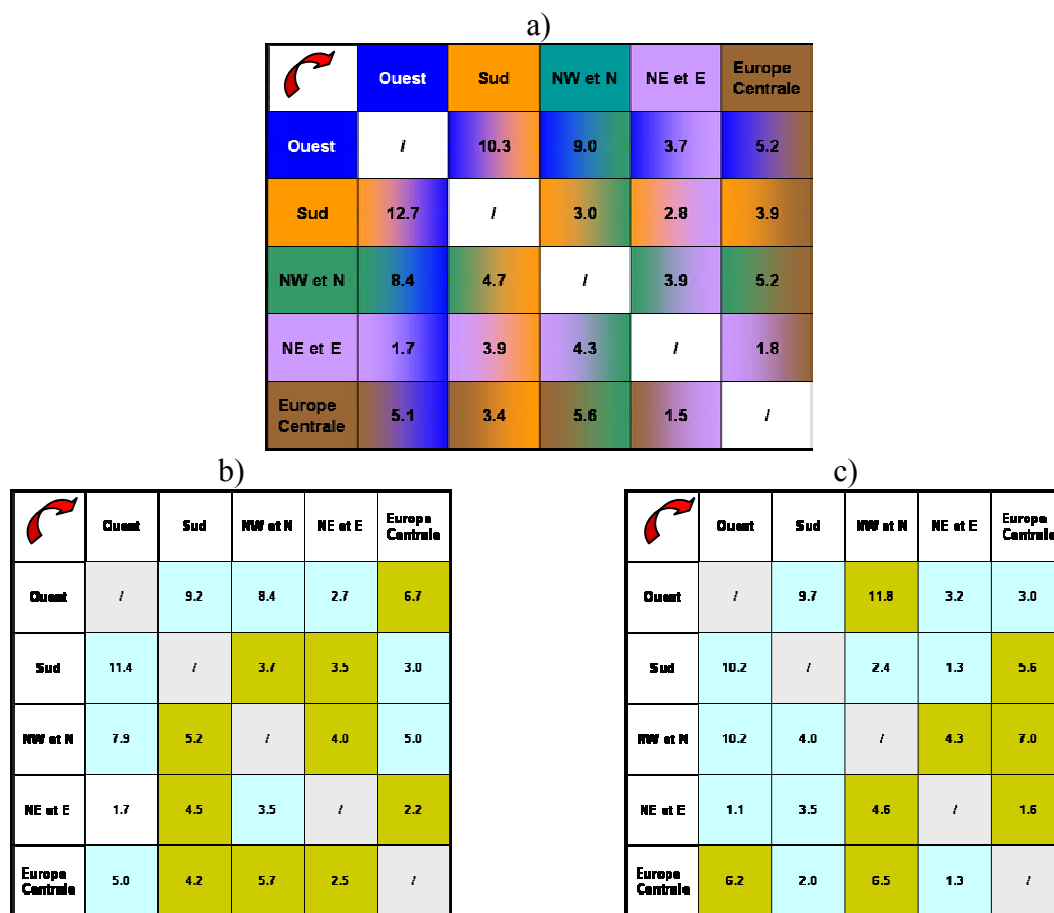 a)
Ouest Sud NW et N NE et E Europe Centrale
Ouest / 10.3 9.0 3.7 5.2
Sud 12.7 / 3.0 2.8 3.9
NW et N 8.4 4.7 / 3.9 5.2
NE et E 1.7 3.9 4.3 / 1.8
Europe Centrale 5.1 3.4 5.6 1.5 /
b)
Ouest Sud NW et N NE et E Europe Centrale
Ouest / 9.2 8.4 2.7 6.7
Sud 11.4 / 3.7 3.5 3.0
NW et N 7.9 5.2 / 4.0 5.0
NE et E 1.7 4.5 3.5 / 2.2
Europe Centrale 5.0 4.2 5.7 2.5 /
c)
Ouest Sud NW et N NE et E Europe Centrale
Ouest / 9.7 11.8 3.2 3.0
Sud 10.2 / 2.4 1.3 5.6
NW et N 10.2 4.0 / 4.3 7.0
NE et E 1.1 3.5 4.6 / 1.6
Europe Centrale 6.2 2.0 6.5 1.3 /